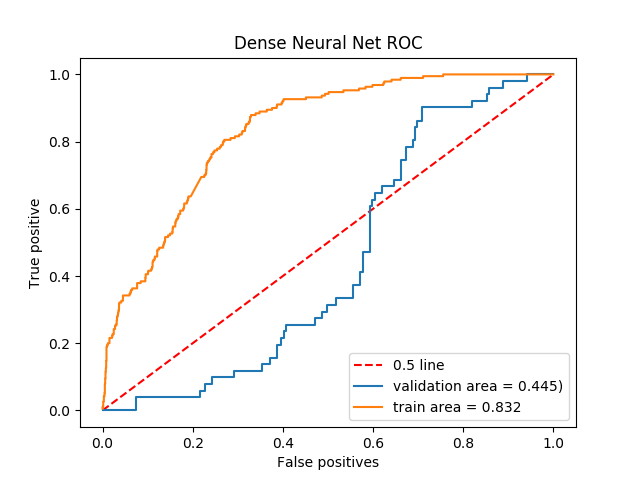 Dense Neural Net ROC
1.0
0.8
0.6
0.4
0.2
0.0
True positive
0.5 line
validation area = 0.445)
train area = 0.832
0.0 0.2 0.4 0.6 0.8 1.0
False positives